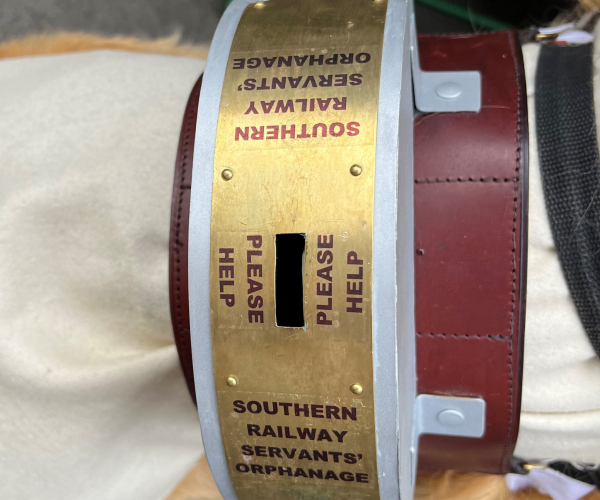 SOUTHERN
RAILWAY
SERVANTS'
ORPHANAGE
PLEASE
HELP
PLEASE
HELP
SOUTHERN
RAILWAY
SERVANTS'
ORPHANAGE